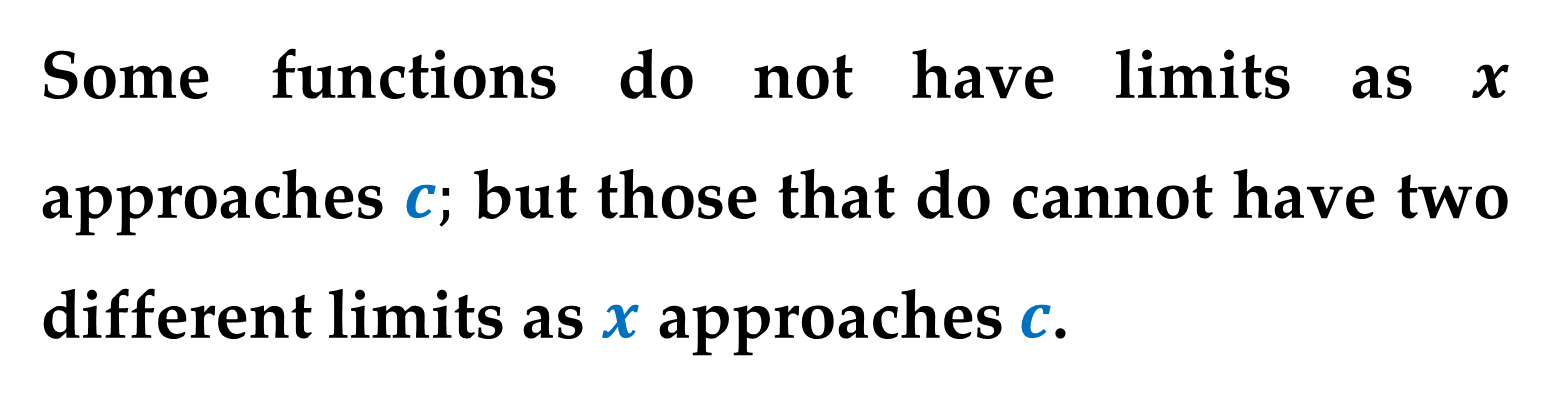 Some functions do not have limits as x
approaches c; but those that do cannot have two
different limits as x approaches c.